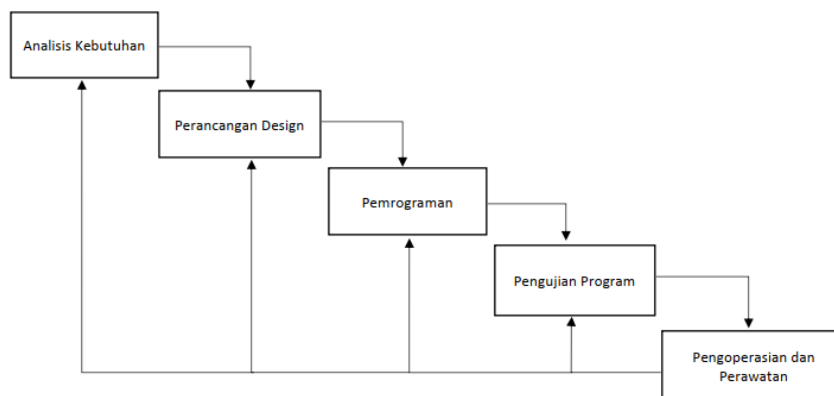 Analisis Kebutuhan
Perancangan Design
Pemrograman
Pengujian Program
Pengoperasian dan
Perawatan